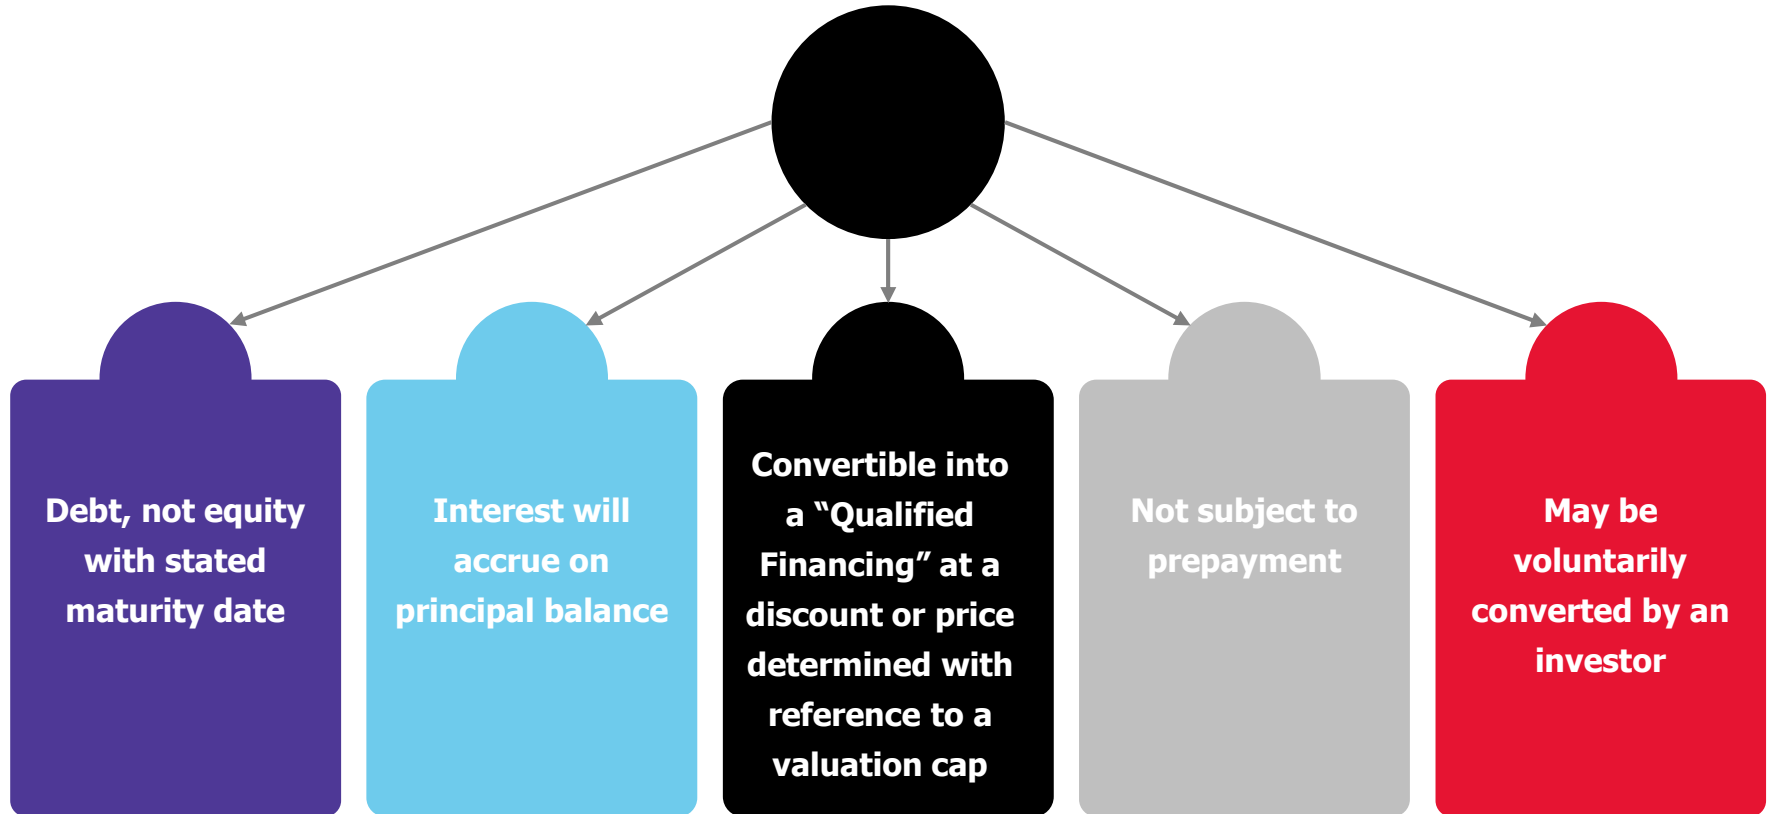 Debt, not equity
with stated
maturity date
Interest will
accrue on
principal balance
Convertible into
a “Qualified
Financing” at a
discount or price
determined with
reference to a
valuation cap
Not subject to
prepayment
May be
voluntarily
converted by an
investor